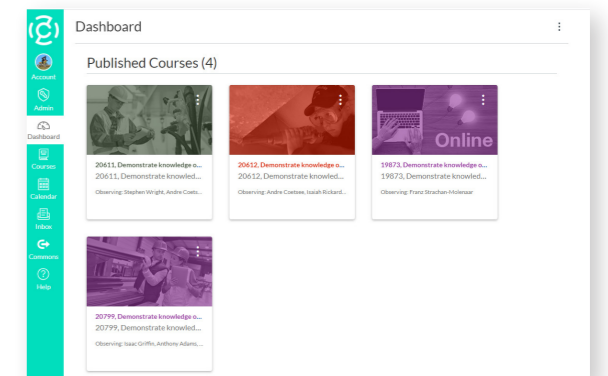 Dashboard
Published Courses (4)
Account
Admin
Dashboard
Courses
Calendar
Inbox
Commons
Help
20611, Demonstrate knowledge o...
20611, Demonstrate knowled...
Observing: Stephen Wright, Andre Coets...
20612, Demonstrate knowledge o...
20612, Demonstrate knowled...
Observing: Andre Coetsee, Isaiah Rickard...
Online
19873, Demonstrate knowledge o...
19873, Demonstrate knowled...
Observing: Franz Strachan-Molenaar
20799, Demonstrate knowledge o...
20799, Demonstrate knowled...
Observing: Isaac Griffin, Anthony Adams, ...